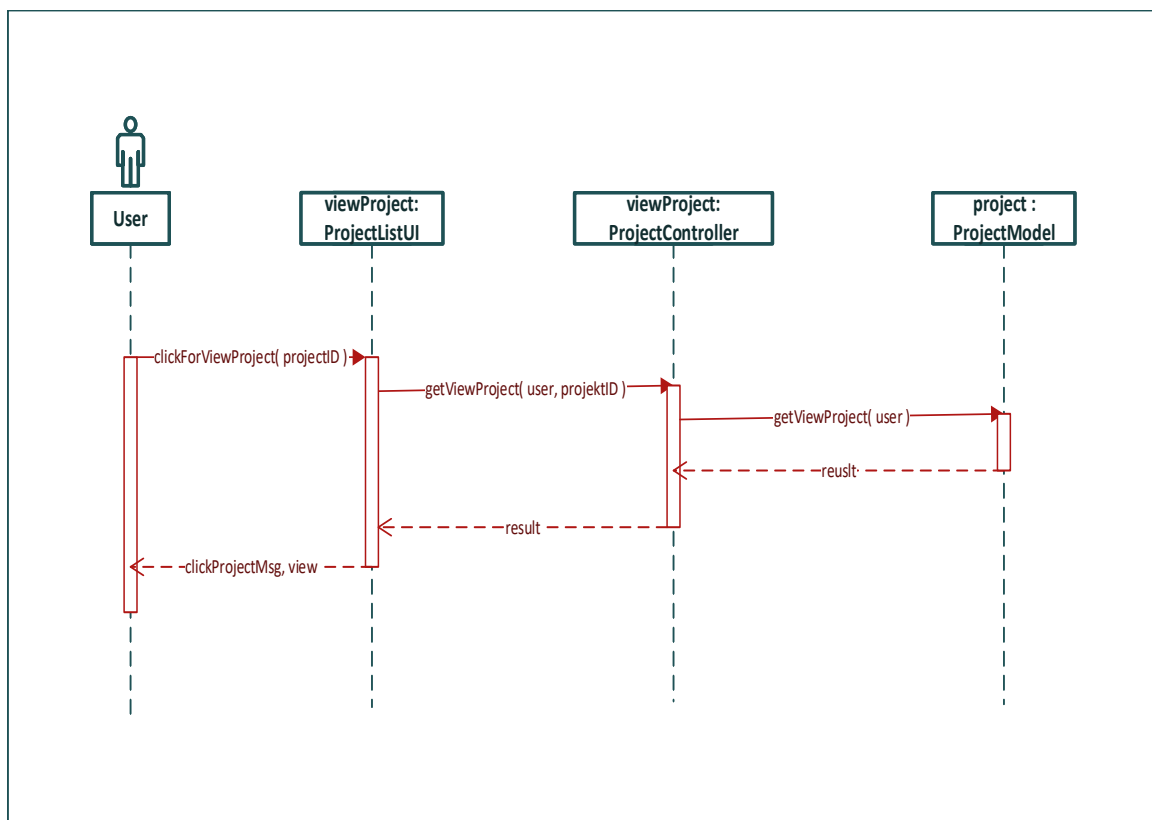 User
viewProject:
ProjectListUI
viewProject:
ProjectController
project :
ProjectModel
clickForViewProject( projectID )
getViewProject( user, projektID )
getViewProject( user )
reuslt
result
clickProjectMsg, view